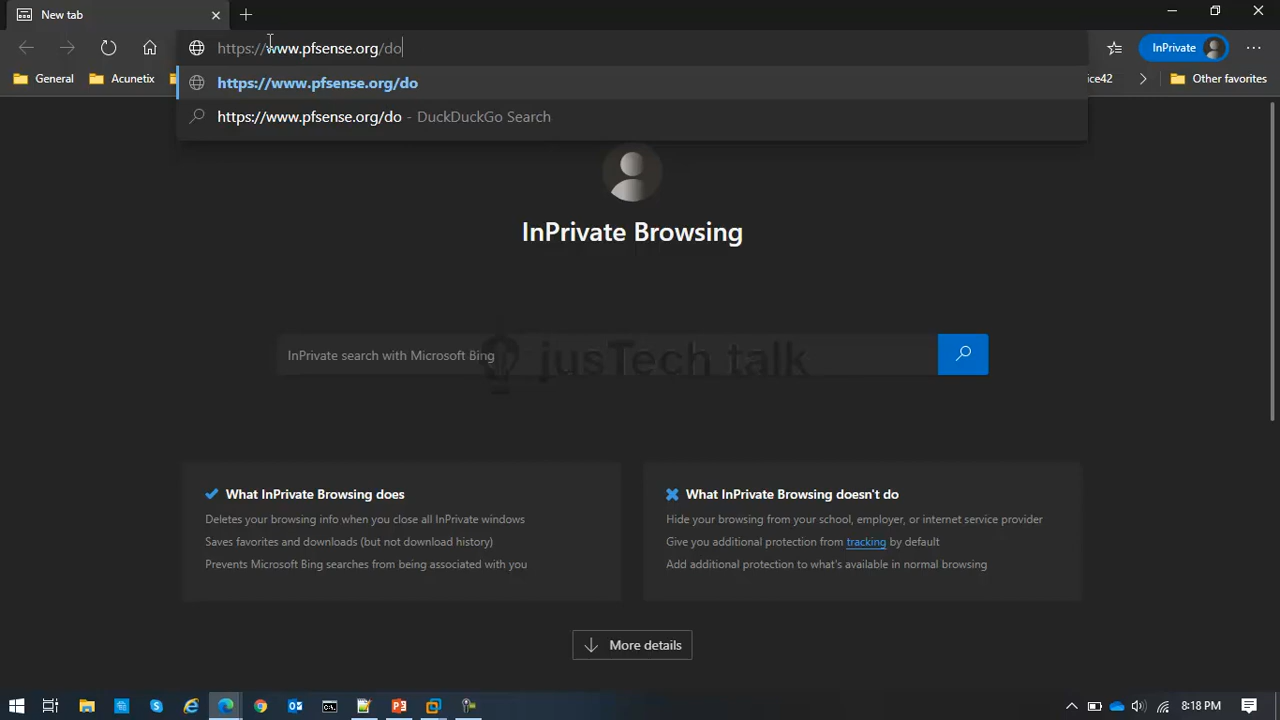 New tab
https://www.pfsense.org/do
InPrivate
General
Acunetix
ice42
Other favorites
https://www.pfsense.org/do
https://www.pfsense.org/do - DuckDuckGo Search
InPrivate Browsing
InPrivate search with Microsoft Bing
jusTech talk
What InPrivate Browsing does
Deletes your browsing info when you close all InPrivate windows
Saves favorites and downloads (but not download history)
Prevents Microsoft Bing searches from being associated with you
What InPrivate Browsing doesn't do
Hide your browsing from your school, employer, or internet service provider
Give you additional protection from tracking by default
Add additional protection to what's available in normal browsing
More details
8:18 PM